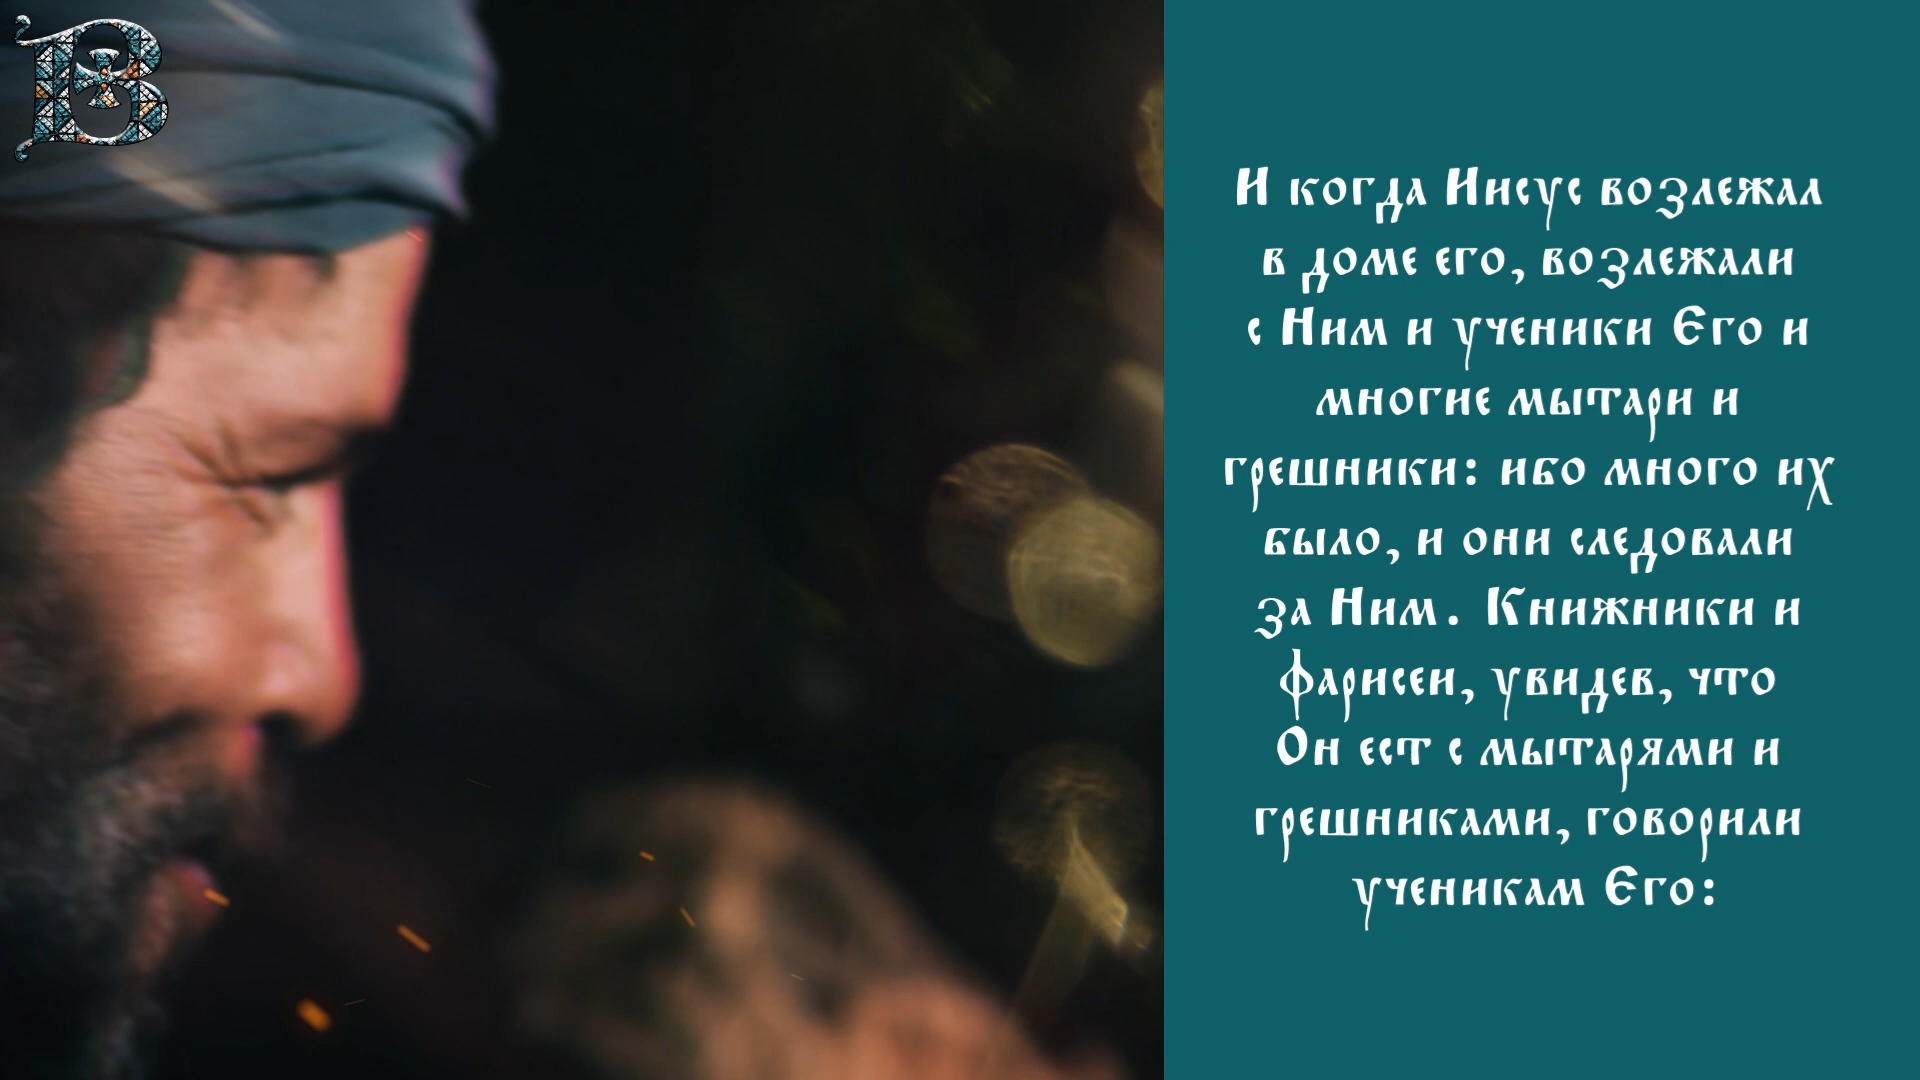 В
И когда Иисус возлежал
в доме его, возлежали
с Ним и ученики Его и
многие мытари и
грешники: ибо много их
было, и они следовали
за Ним. Книжники и
фарисеи, увидев, что
Он ест с мытарями и
грешниками, говорили
ученикам Его: